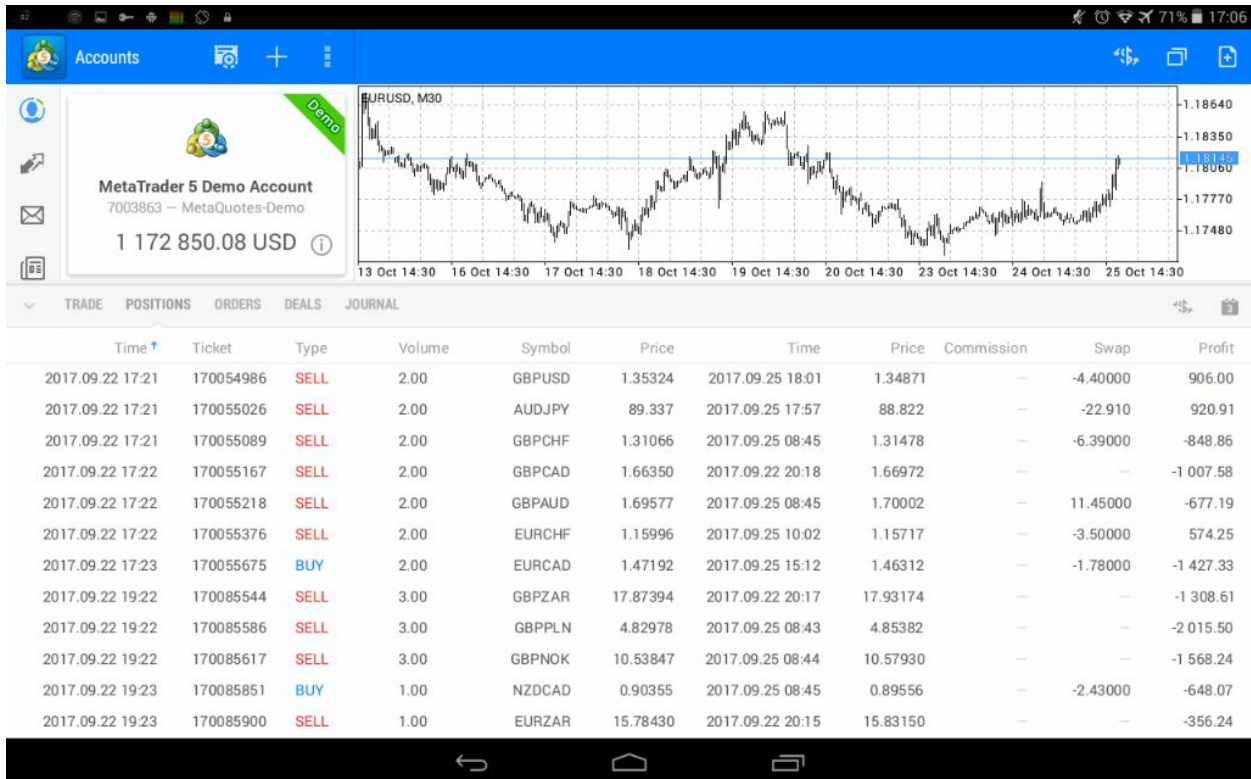 71% 17:06
Accounts
Demo
MetaTrader 5 Demo Account
7003863 — MetaQuotes-Demo
1 172 850.08 USD
EURUSD, M30
1.18640
1.18350
1.18145
1.18060
1.17770
1.17480
13 Oct 14:30 16 Oct 14:30 17 Oct 14:30 18 Oct 14:30 19 Oct 14:30 20 Oct 14:30 23 Oct 14:30 24 Oct 14:30 25 Oct 14:30
TRADE POSITIONS ORDERS DEALS JOURNAL
Time Ticket Type Volume Symbol Price Time Price Commission Swap Profit
2017.09.22 17:21 170054986 SELL 2.00 GBPUSD 1.35324 2017.09.25 18:01 1.34871 — -4.40000 906.00
2017.09.22 17:21 170055026 SELL 2.00 AUDJPY 89.337 2017.09.25 17:57 88.822 — -22.910 920.91
2017.09.22 17:21 170055089 SELL 2.00 GBPCHF 1.31066 2017.09.25 08:45 1.31478 — -6.39000 -848.86
2017.09.22 17:22 170055167 SELL 2.00 GBPCAD 1.66350 2017.09.22 20:18 1.66972 — — -1 007.58
2017.09.22 17:22 170055218 SELL 2.00 GBPAUD 1.69577 2017.09.25 08:45 1.70002 — 11.45000 -677.19
2017.09.22 17:22 170055376 SELL 2.00 EURCHF 1.15996 2017.09.25 10:02 1.15717 — -3.50000 574.25
2017.09.22 17:23 170055675 BUY 2.00 EURCAD 1.47192 2017.09.25 15:12 1.46312 — -1.78000 -1 427.33
2017.09.22 19:22 170085544 SELL 3.00 GBPZAR 17.87394 2017.09.22 20:17 17.93174 — — -1 308.61
2017.09.22 19:22 170085586 SELL 3.00 GBPPLN 4.82978 2017.09.25 08:43 4.85382 — — -2 015.50
2017.09.22 19:22 170085617 SELL 3.00 GBPNOK 10.53847 2017.09.25 08:44 10.57930 — — -1 568.24
2017.09.22 19:23 170085851 BUY 1.00 NZDCAD 0.90355 2017.09.25 08:45 0.89556 — -2.43000 -648.07
2017.09.22 19:23 170085900 SELL 1.00 EURZAR 15.78430 2017.09.22 20:15 15.83150 — — -356.24